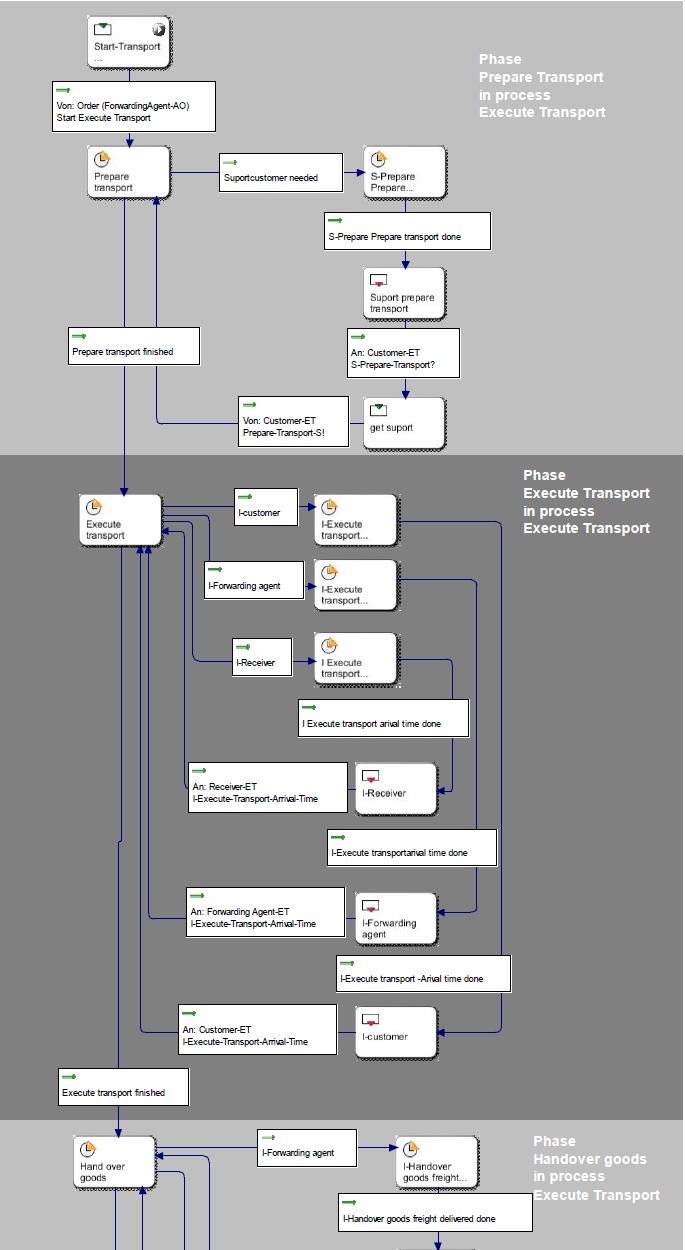 Start-Transport
...
Phase
Prepare Transport
in process
Execute Transport
Von: Order (ForwardingAgent-AO)
Start Execute Transport
Prepare
transport
Suportcustomer needed
S-Prepare
Prepare...
S-Prepare Prepare transport done
Suport prepare
transport
Prepare transport finished
An: Customer-ET
S-Prepare-Transport?
Von: Customer-ET
Prepare-Transport-S!
get suport
Phase
Execute Transport
in process
Execute Transport
Execute
transport
I-customer
I-Execute
transport...
I-Forwarding agent
I-Execute
transport...
I-Receiver
I Execute
transport...
I Execute transport arival time done
An: Receiver-ET
I-Execute-Transport-Arrival-Time
I-Receiver
I-Execute transportarival time done
An: Forwarding Agent-ET
I-Execute-Transport-Arrival-Time
I-Forwarding
agent
I-Execute transport -Arival time done
An: Customer-ET
I-Execute-Transport-Arrival-Time
I-customer
Execute transport finished
Hand over
goods
I-Forwarding agent
I-Handover
goods freight...
Phase
Handover goods
in process
Execute Transport
I-Handover goods freight delivered done